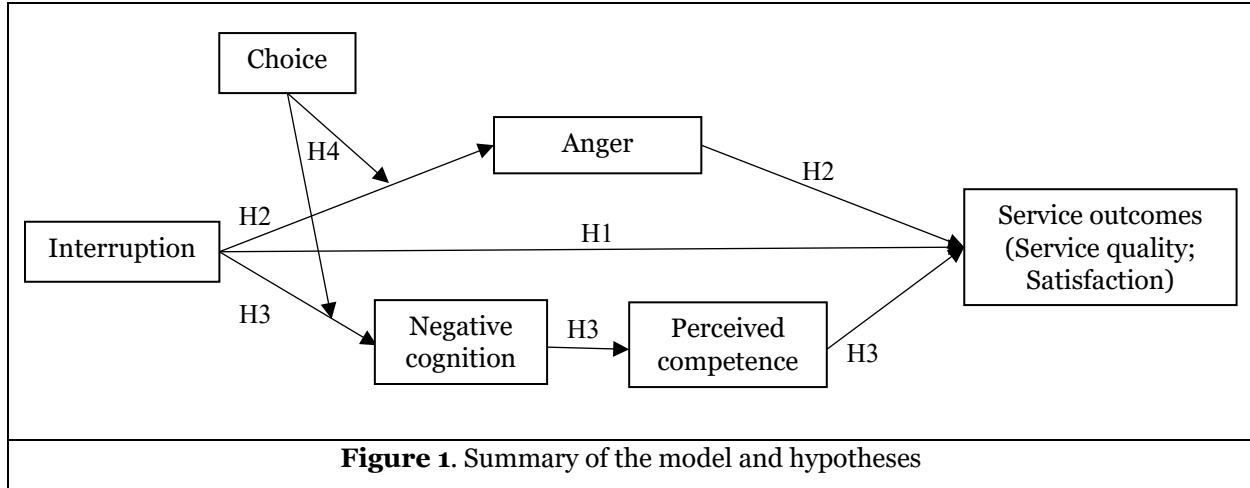 Choice
H4
Anger
H2
H2
Interruption
H1
Service outcomes
(Service quality;
Satisfaction)
H3
Negative
cognition
H3
Perceived
competence
H3
Figure 1. Summary of the model and hypotheses